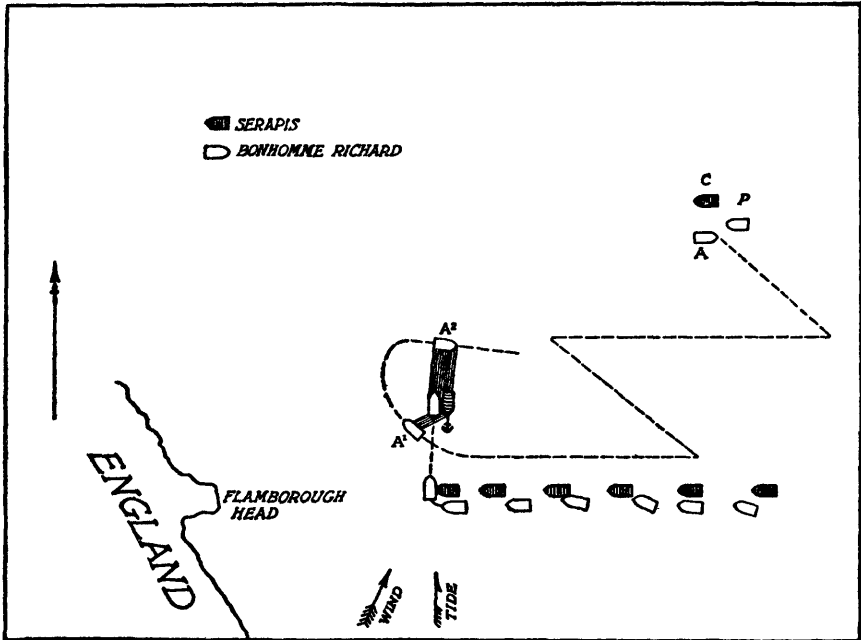 SERAPIS
BONHOMME RICHARD
C
P
A
A²
A¹
ENGLAND
FLAMBOROUGH
HEAD
WIND
TIDE